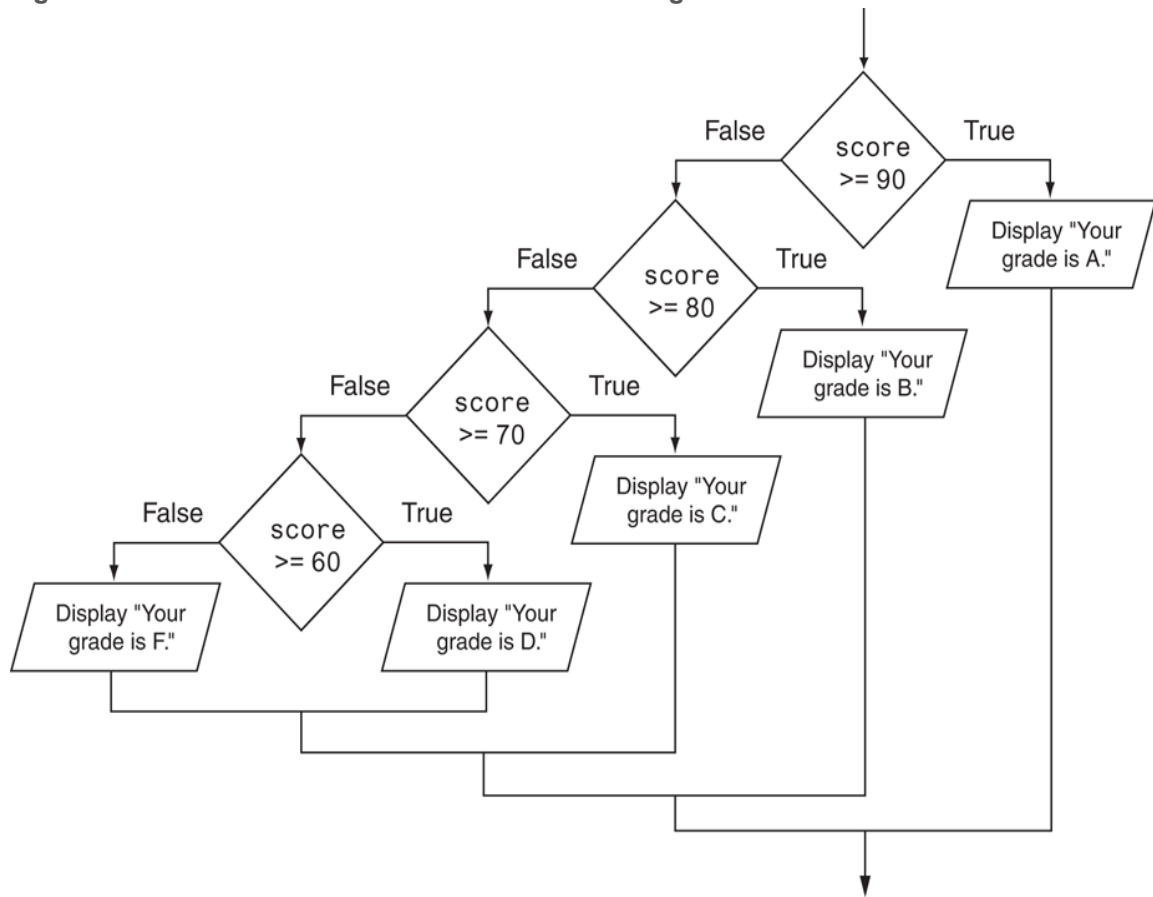 False
True
score
>= 90
Display "Your
grade is A."
False
True
score
>= 80
Display "Your
grade is B."
False
True
score
>= 70
Display "Your
grade is C."
False
True
score
>= 60
Display "Your
grade is F."
Display "Your
grade is D."